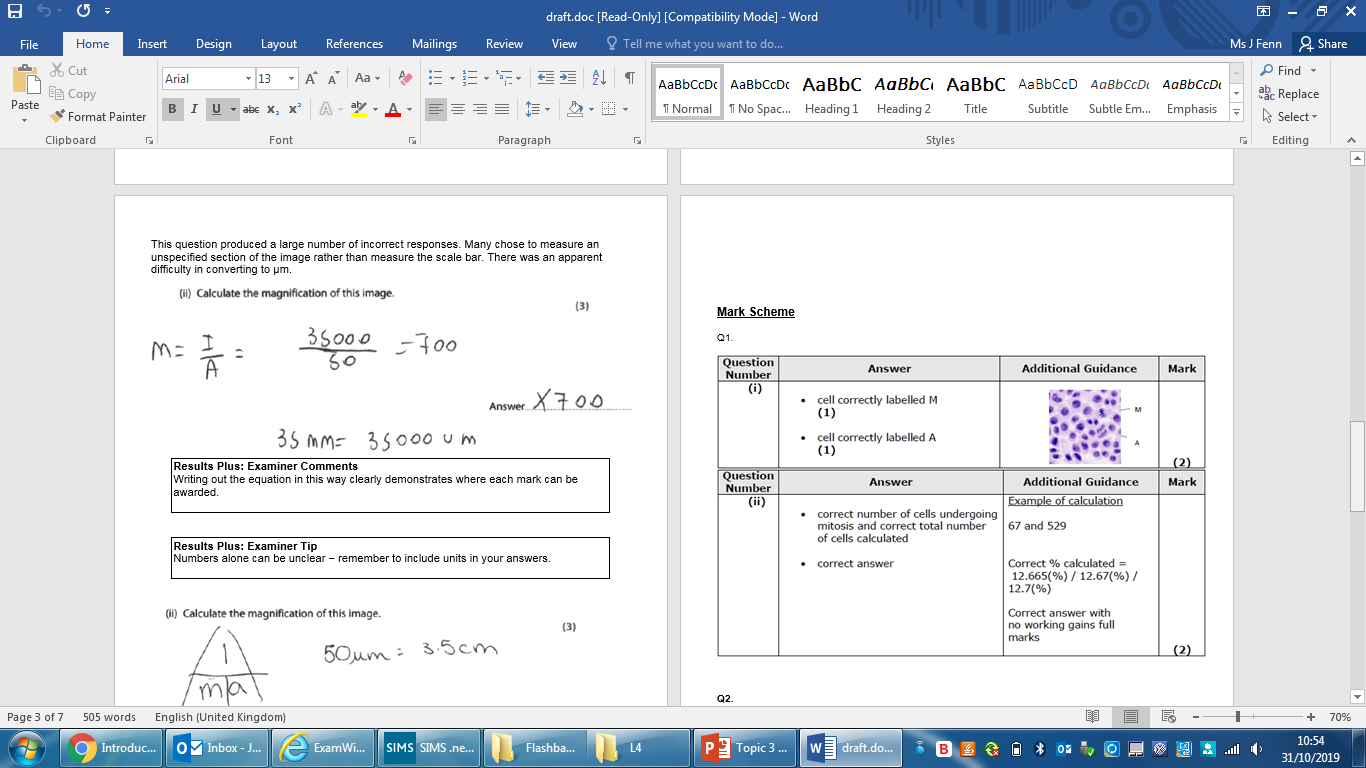 draft.doc [Read-Only] [Compatibility Mode] - Word
File Home Insert Design Layout References Mailings Review View Tell me what you want to do... Ms J Fenn Share
Paste
Cut
Copy
Format Painter
Clipboard
Arial 13
Font
Paragraph
AaBbCcDc AaBbCcDc AaBbC AaBbCc AaBbC AaBbCcD AaBbCcDt AaBbCcDt
¶ Normal ¶ No Spac... Heading 1 Heading 2 Title Subtitle Subtle Em... Emphasis
Styles
Find
Replace
Select
Editing
This question produced a large number of incorrect responses. Many chose to measure an
unspecified section of the image rather than measure the scale bar. There was an apparent
difficulty in converting to µm.
(ii) Calculate the magnification of this image.
(3)
M = I/A = 35000/50 = 700
Answer X700
35 mm = 35000 um
Results Plus: Examiner Comments
Writing out the equation in this way clearly demonstrates where each mark can be
awarded.
Results Plus: Examiner Tip
Numbers alone can be unclear – remember to include units in your answers.
(ii) Calculate the magnification of this image.
(3)
50µm = 3.5cm
I
m a
Mark Scheme
Q1.
Question Number Answer Additional Guidance Mark
(i)
• cell correctly labelled M
(1)
• cell correctly labelled A
(1)
M
A
(2)
Question Number Answer Additional Guidance Mark
(ii)
• correct number of cells undergoing
mitosis and correct total number
of cells calculated
• correct answer
Example of calculation
67 and 529
Correct % calculated =
12.665(%) / 12.67(%) /
12.7(%)
Correct answer with
no working gains full
marks
(2)
Q2.
Page 3 of 7 505 words English (United Kingdom) 70%
Introduc... Inbox - J... ExamWi... SIMS SIMS .ne... Flashba... L4 Topic 3 ... draft.do...
10:54
31/10/2019